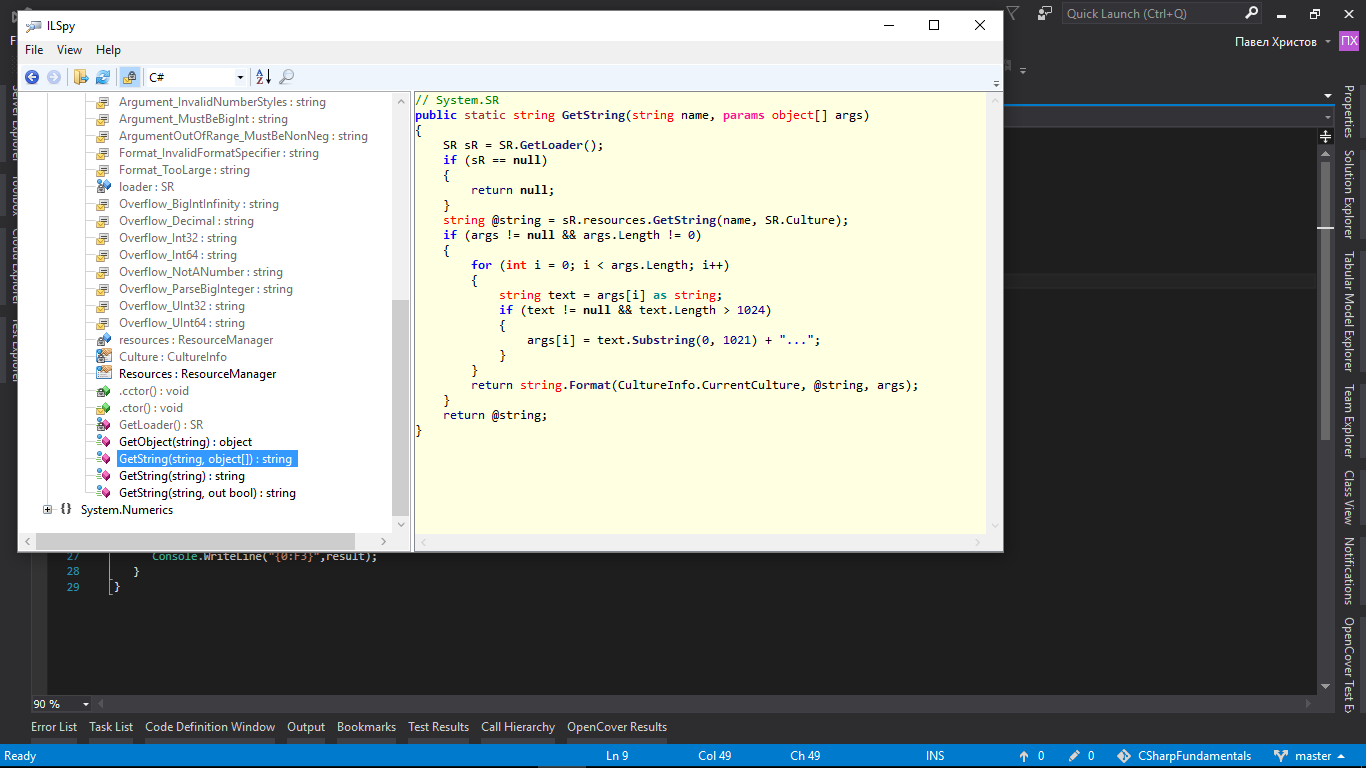 ILSpy
File View Help
C#
Argument_InvalidNumberStyles : string
Argument_MustBeBigInt : string
ArgumentOutOfRange_MustBeNonNeg : string
Format_InvalidFormatSpecifier : string
Format_TooLarge : string
loader : SR
Overflow_BigIntInfinity : string
Overflow_Decimal : string
Overflow_Int32 : string
Overflow_Int64 : string
Overflow_NotANumber : string
Overflow_ParseBigInteger : string
Overflow_UInt32 : string
Overflow_UInt64 : string
resources : ResourceManager
Culture : CultureInfo
Resources : ResourceManager
.cctor() : void
.ctor() : void
GetLoader() : SR
GetObject(string) : object
GetString(string, object[]) : string
GetString(string) : string
GetString(string, out bool) : string
{} System.Numerics
// System.SR
public static string GetString(string name, params object[] args)
{
SR sR = SR.GetLoader();
if (sR == null)
{
return null;
}
string @string = sR.resources.GetString(name, SR.Culture);
if (args != null && args.Length != 0)
{
for (int i = 0; i < args.Length; i++)
{
string text = args[i] as string;
if (text != null && text.Length > 1024)
{
args[i] = text.Substring(0, 1021) + "...";
}
}
return string.Format(CultureInfo.CurrentCulture, @string, args);
}
return @string;
}
Quick Launch (Ctrl+Q)
Павел Христов
ПХ
Properties
Solution Explorer
Tabular Model Explorer
Team Explorer
Class View
Notifications
OpenCover Test Ex
27 Console.WriteLine("{0:F3}",result);
28 }
29 }
90 %
Error List Task List Code Definition Window Output Bookmarks Test Results Call Hierarchy OpenCover Results
Ready Ln 9 Col 49 Ch 49 INS 0 0 CSharpFundamentals master